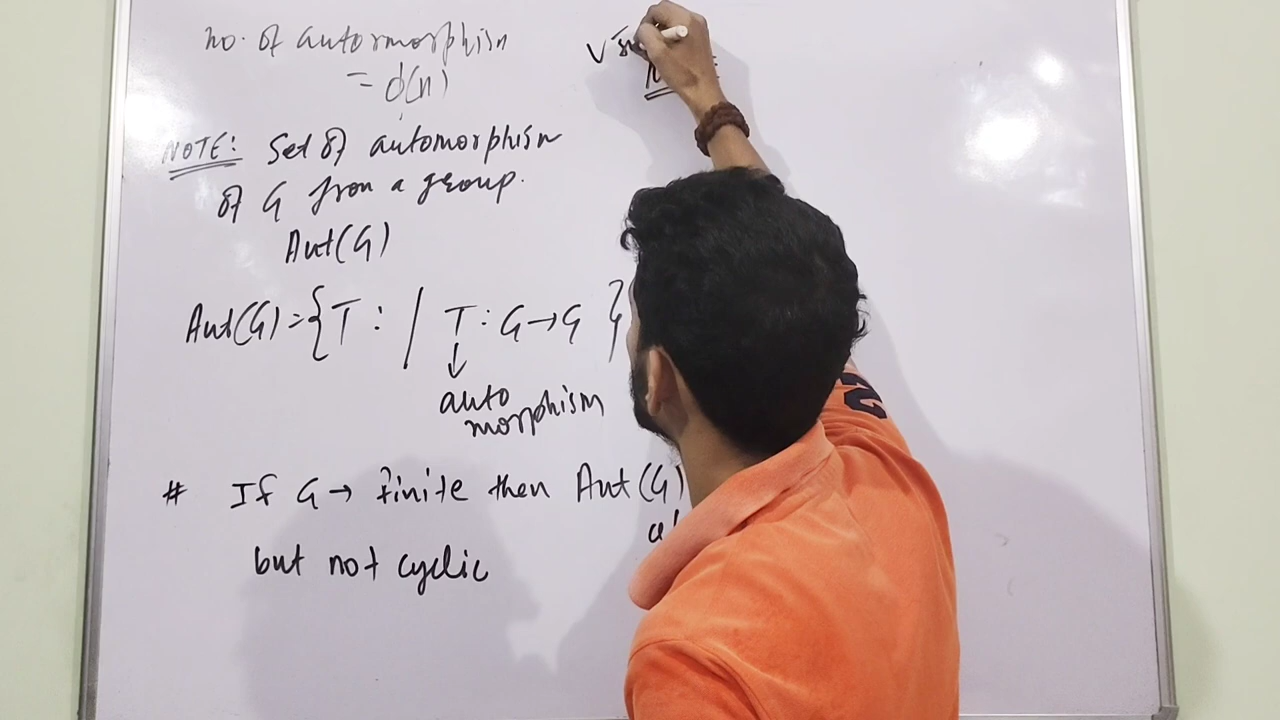 no. of automorphism
= ϕ(n)
NOTE: Set of automorphism
of G from a group.
Aut(G)
Aut(G)={T: / T: G→G }
↓
auto
morphism
# If G → finite then Aut(G)
but not cyclic